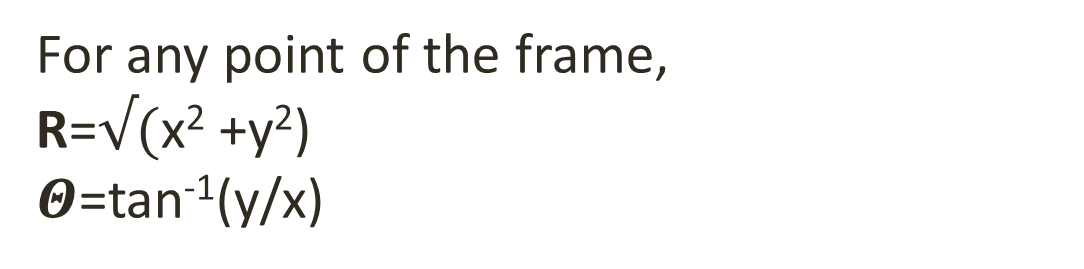 For any point of the frame,
R=√(x² +y²)
𝜣=tan⁻¹(y/x)